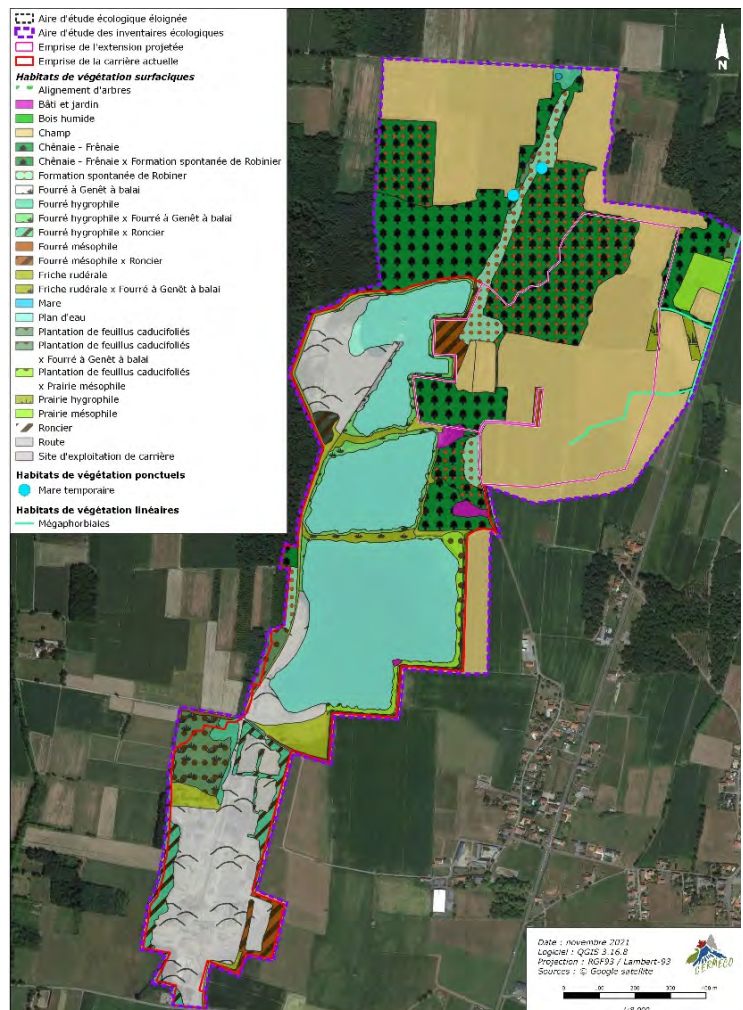 Aire d'étude écologique éloignée
Aire d'étude des inventaires écologiques
Emprise de l'extension projetée
Emprise de la carrière actuelle
Habitats de végétation surfaciques
Alignement d'arbres
Bâti et jardin
Bois humide
Champ
Chênaie - Frênaie
Chênaie - Frênaie x Formation spontanée de Robinier
Formation spontanée de Robiner
Fourré à Genêt à balai
Fourré hygrophile
Fourré hygrophile x Fourré à Genêt à balai
Fourré hygrophile x Roncier
Fourré mésophile
Fourré mésophile x Roncier
Friche rudérale
Friche rudérale x Fourré à Genêt à balai
Mare
Plan d'eau
Plantation de feuillus caducifoliés
Plantation de feuillus caducifoliés
x Fourré à Genêt à balai
Plantation de feuillus caducifoliés
x Prairie mésophile
Prairie hygrophile
Prairie mésophile
Roncier
Route
Site d'exploitation de carrière
Habitats de végétation ponctuels
Mare temporaire
Habitats de végétation linéaires
Mégaphorbiales
N
Date : novembre 2021
Logiciel : QGIS 3.16.8
Projection : RGF93 / Lambert-93
Sources : © Google satellite
GERMECO
0 100 200 300 400 m